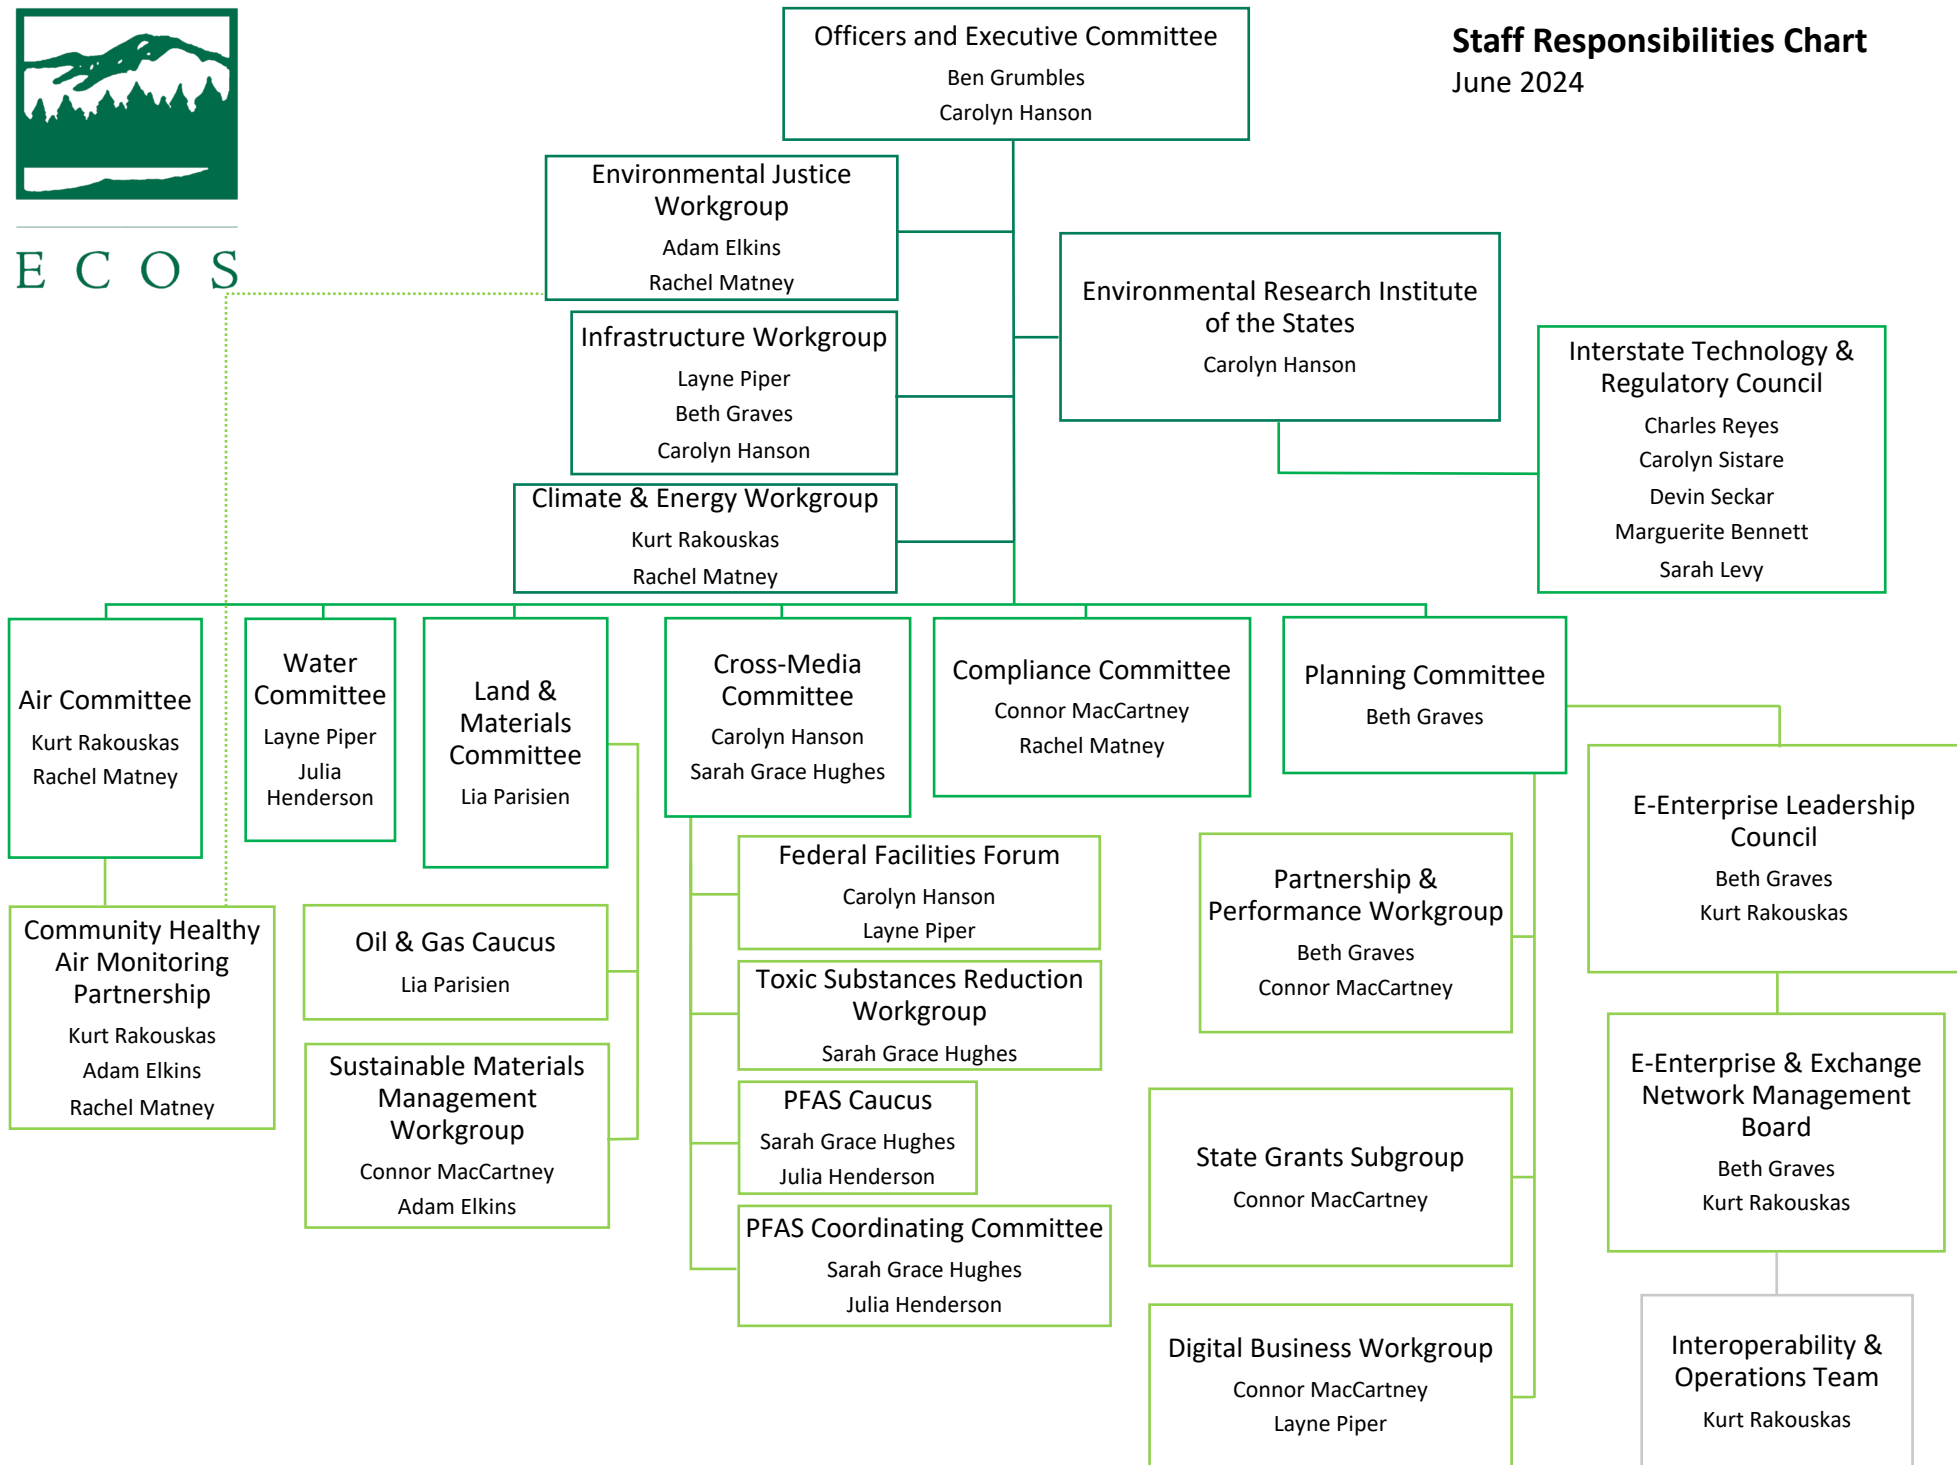 Staff Responsibilities Chart
June 2024
E C O S
Officers and Executive Committee
Ben Grumbles
Carolyn Hanson
Environmental Justice
Workgroup
Adam Elkins
Rachel Matney
Infrastructure Workgroup
Layne Piper
Beth Graves
Carolyn Hanson
Climate & Energy Workgroup
Kurt Rakouskas
Rachel Matney
Environmental Research Institute
of the States
Carolyn Hanson
Interstate Technology &
Regulatory Council
Charles Reyes
Carolyn Sistare
Devin Seckar
Marguerite Bennett
Sarah Levy
Air Committee
Kurt Rakouskas
Rachel Matney
Water
Committee
Layne Piper
Julia
Henderson
Land &
Materials
Committee
Lia Parisien
Cross-Media
Committee
Carolyn Hanson
Sarah Grace Hughes
Compliance Committee
Connor MacCartney
Rachel Matney
Planning Committee
Beth Graves
Community Healthy
Air Monitoring
Partnership
Kurt Rakouskas
Adam Elkins
Rachel Matney
Oil & Gas Caucus
Lia Parisien
Sustainable Materials
Management
Workgroup
Connor MacCartney
Adam Elkins
Federal Facilities Forum
Carolyn Hanson
Layne Piper
Toxic Substances Reduction
Workgroup
Sarah Grace Hughes
PFAS Caucus
Sarah Grace Hughes
Julia Henderson
PFAS Coordinating Committee
Sarah Grace Hughes
Julia Henderson
Partnership &
Performance Workgroup
Beth Graves
Connor MacCartney
State Grants Subgroup
Connor MacCartney
Digital Business Workgroup
Connor MacCartney
Layne Piper
E-Enterprise Leadership
Council
Beth Graves
Kurt Rakouskas
E-Enterprise & Exchange
Network Management
Board
Beth Graves
Kurt Rakouskas
Interoperability &
Operations Team
Kurt Rakouskas